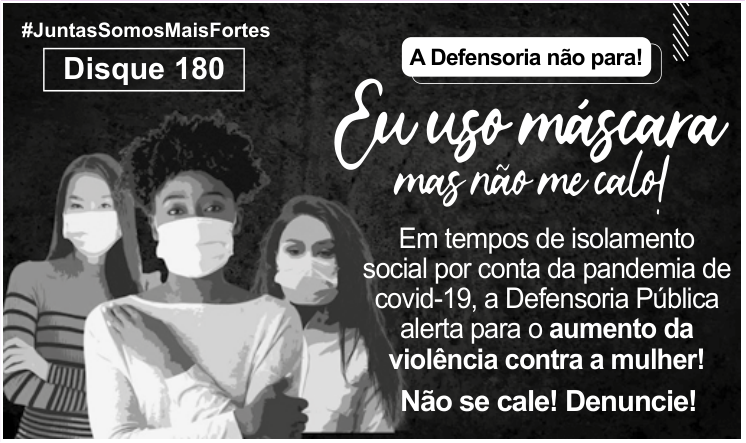 #JuntasSomosMaisFortes
Disque 180
A Defensoria não para!
Eu uso máscara
mas não me calo!
Em tempos de isolamento
social por conta da pandemia de
covid-19, a Defensoria Pública
alerta para o aumento da
violência contra a mulher!
Não se cale! Denuncie!